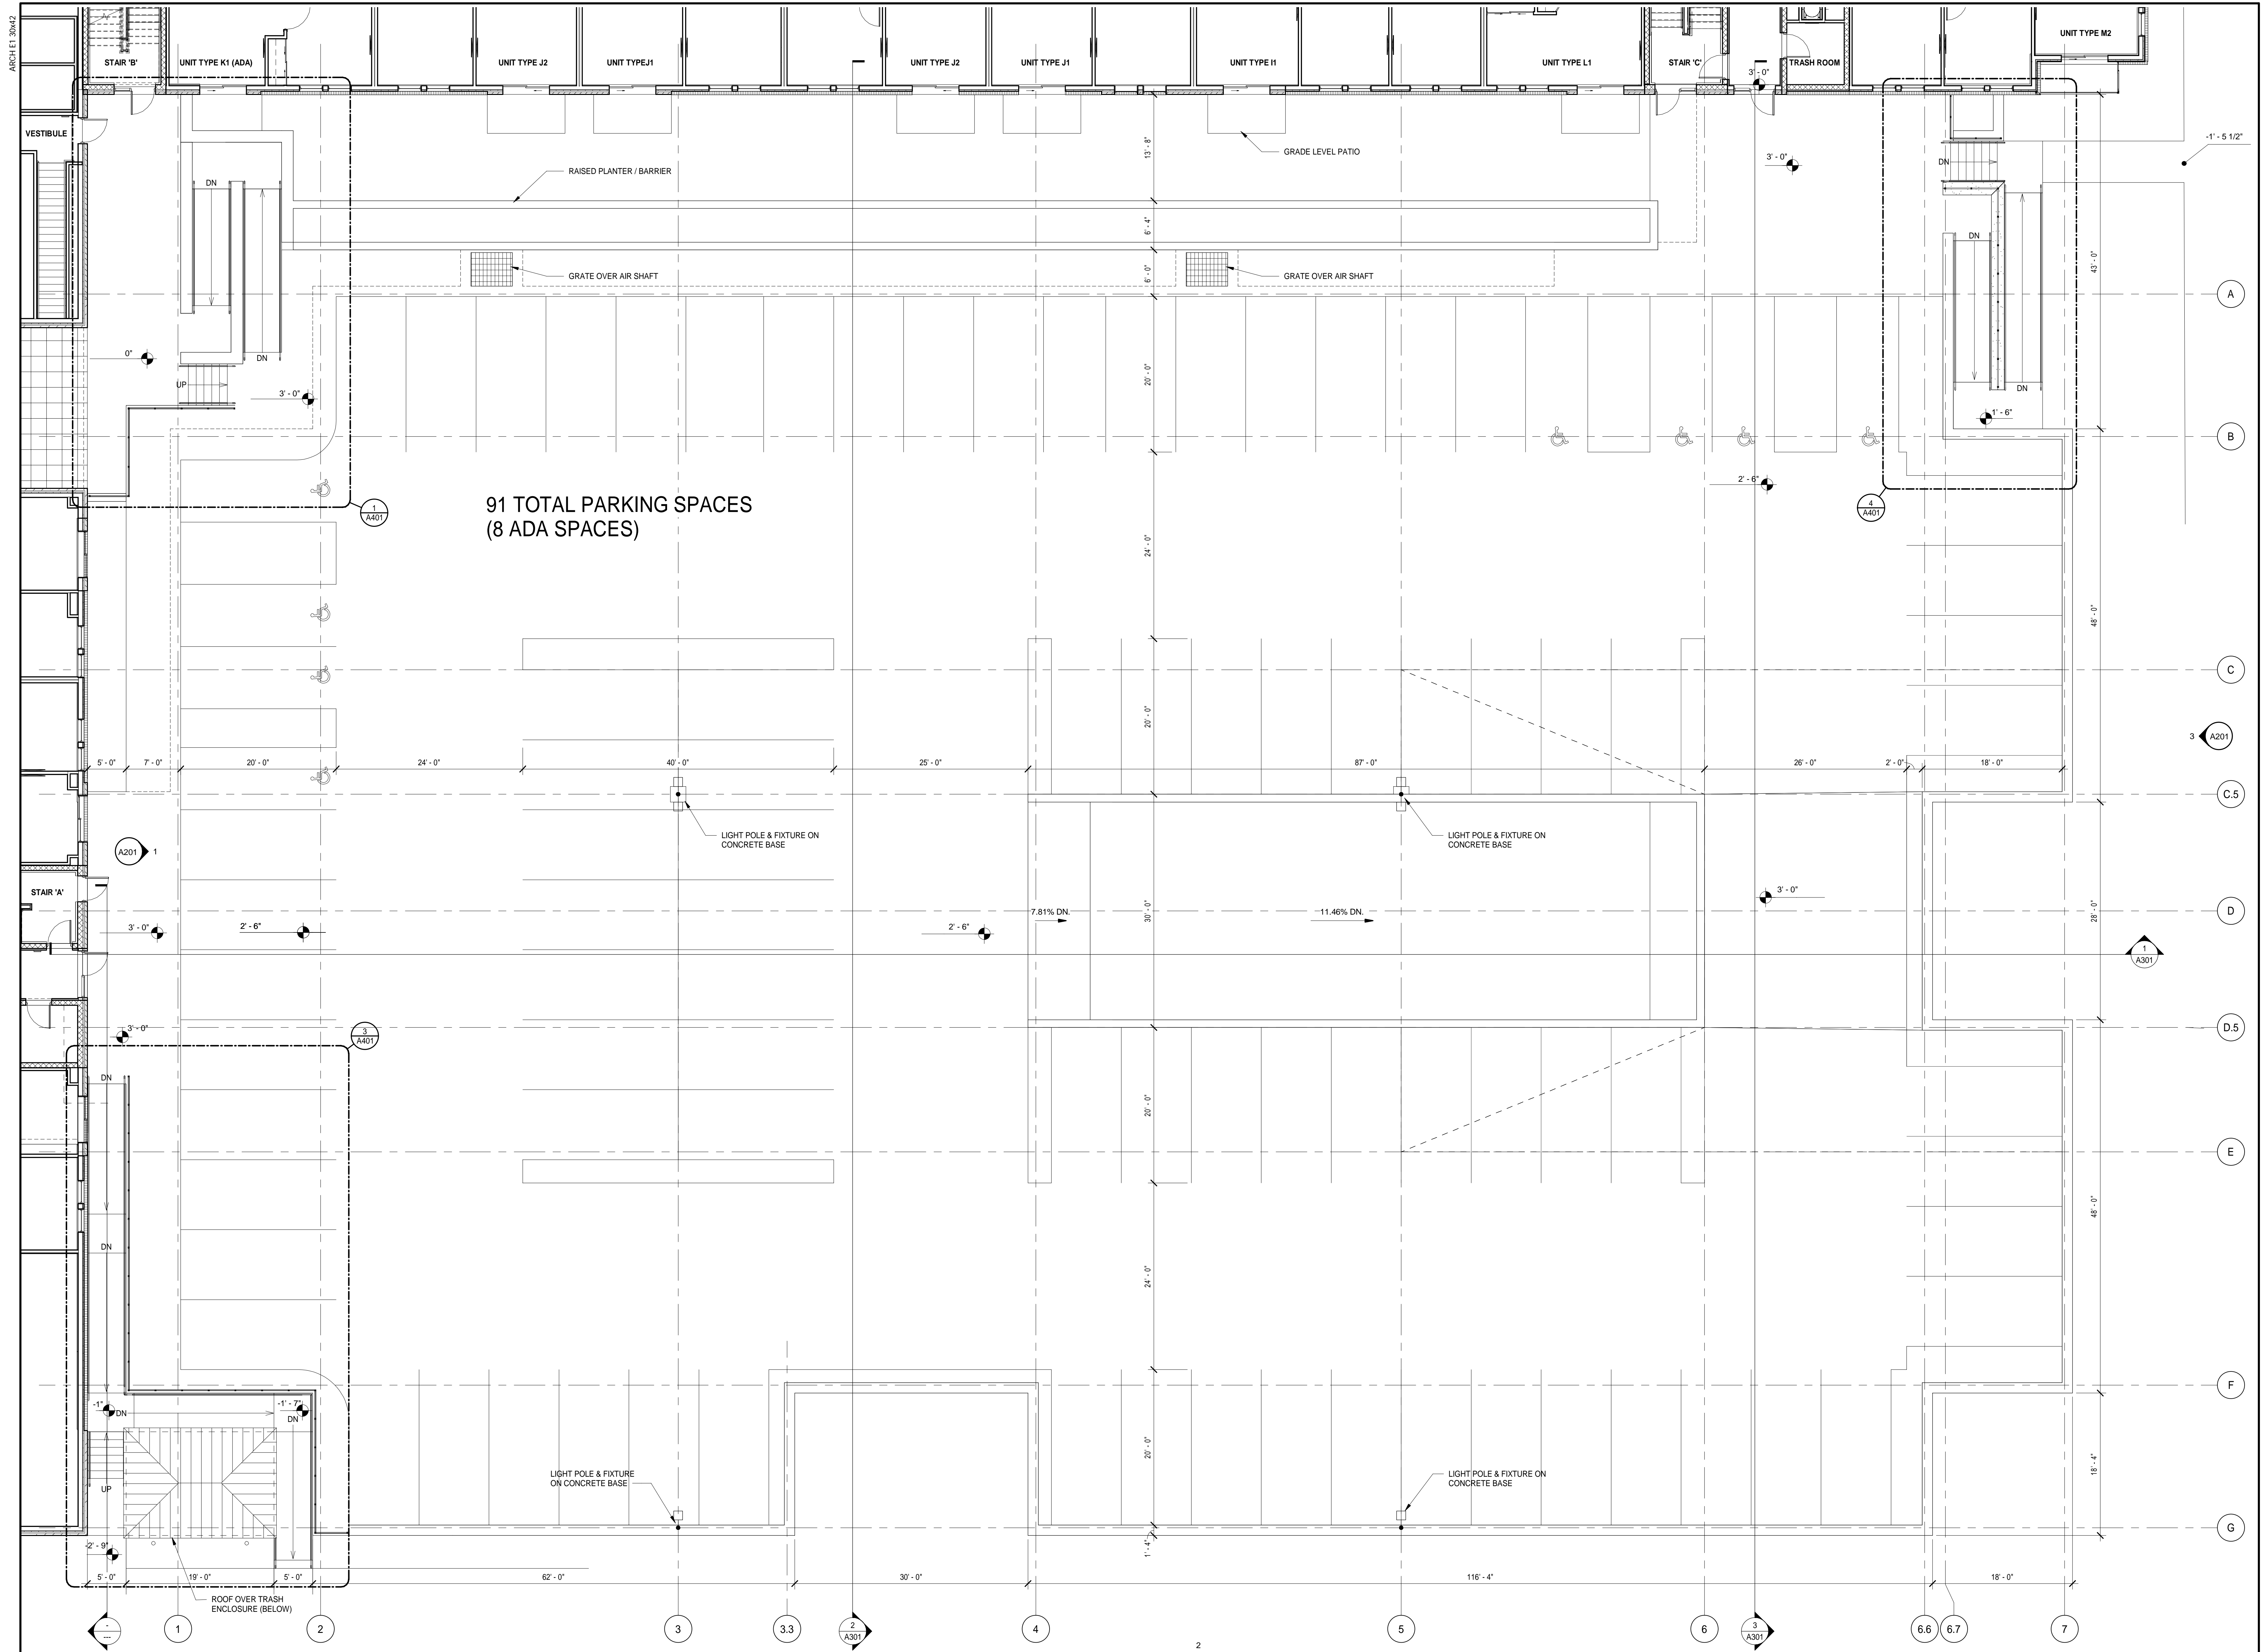 ARCH E1 30x42
STAIR 'B'
UNIT TYPE K1 (ADA)
UNIT TYPE J2
UNIT TYPEJ1
UNIT TYPE J2
UNIT TYPE J1
UNIT TYPE I1
UNIT TYPE L1
STAIR 'C'
3' - 0"
TRASH ROOM
UNIT TYPE M2
VESTIBULE
13' - 8"
GRADE LEVEL PATIO
3' - 0"
DN
-1' - 5 1/2"
RAISED PLANTER / BARRIER
DN
6' - 4"
DN
43' - 0"
GRATE OVER AIR SHAFT
6' - 0"
GRATE OVER AIR SHAFT
A
0"
DN
UP
3' - 0"
20' - 0"
DN
1' - 6"
B
2' - 6"
1
A401
91 TOTAL PARKING SPACES
(8 ADA SPACES)
4
A401
24' - 0"
48' - 0"
C
20' - 0"
3
A201
5' - 0"
7' - 0"
20' - 0"
24' - 0"
40' - 0"
25' - 0"
87' - 0"
26' - 0"
2' - 0"
18' - 0"
C.5
LIGHT POLE & FIXTURE ON
CONCRETE BASE
LIGHT POLE & FIXTURE ON
CONCRETE BASE
A201
1
STAIR 'A'
3' - 0"
7.81% DN.
30' - 0"
11.46% DN.
28' - 0"
D
3' - 0"
2' - 6"
2' - 6"
1
A301
3' - 0"
3
A401
D.5
DN
20' - 0"
E
48' - 0"
DN
24' - 0"
F
-1"
DN
-1' - 7"
DN
20' - 0"
18' - 4"
LIGHT POLE & FIXTURE
ON CONCRETE BASE
LIGHT POLE & FIXTURE ON
CONCRETE BASE
UP
G
-2' - 9"
1' - 4"
5' - 0"
19' - 0"
5' - 0"
62' - 0"
30' - 0"
116' - 4"
18' - 0"
ROOF OVER TRASH
ENCLOSURE (BELOW)
-
---
1
2
3
3.3
2
A301
4
5
6
3
A301
6.6
6.7
7
2